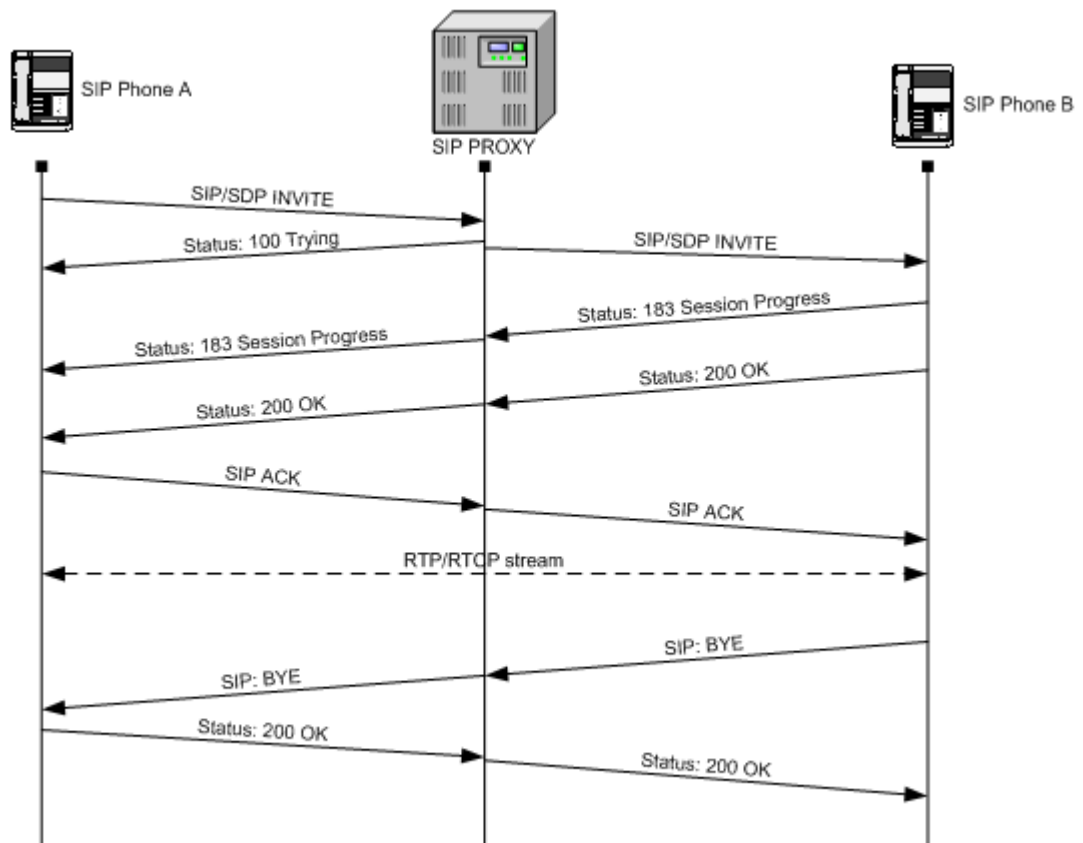 SIP Phone A
SIP PROXY
SIP Phone B
SIP/SDP INVITE
Status: 100 Trying
SIP/SDP INVITE
Status: 183 Session Progress
Status: 183 Session Progress
Status: 200 OK
Status: 200 OK
SIP ACK
SIP ACK
RTP/RTCP stream
SIP: BYE
SIP: BYE
Status: 200 OK
Status: 200 OK